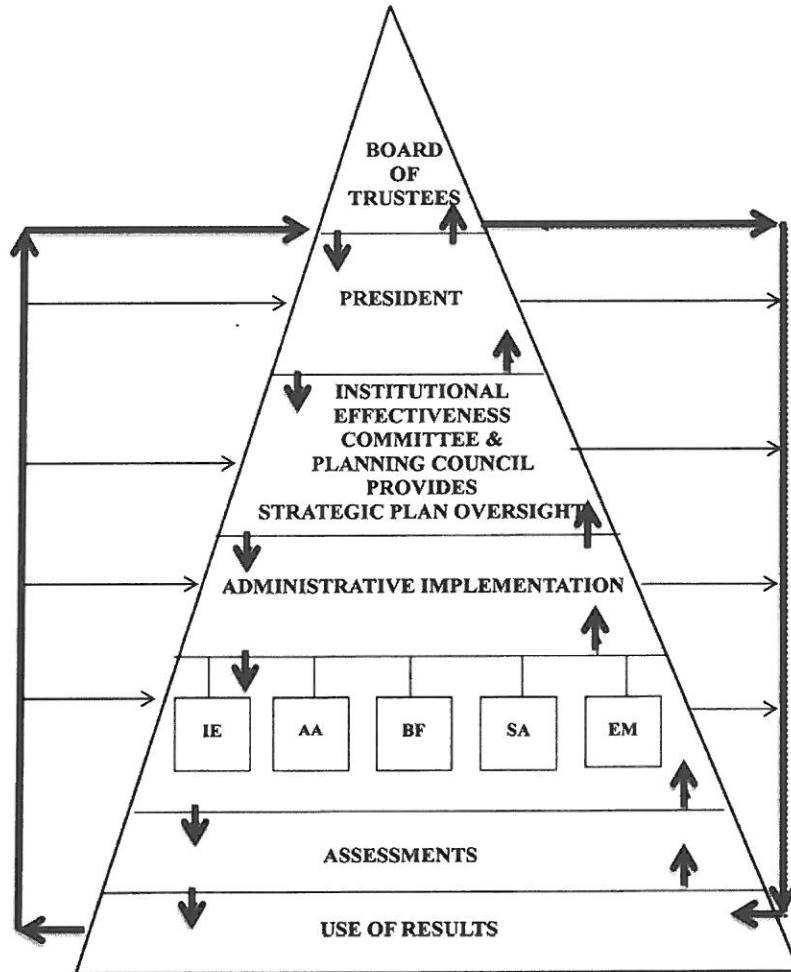 BOARD
OF
TRUSTEES
PRESIDENT
INSTITUTIONAL
EFFECTIVENESS
COMMITTEE &
PLANNING COUNCIL
PROVIDES
STRATEGIC PLAN OVERSIGHT
ADMINISTRATIVE IMPLEMENTATION
IE AA BF SA EM
ASSESSMENTS
USE OF RESULTS